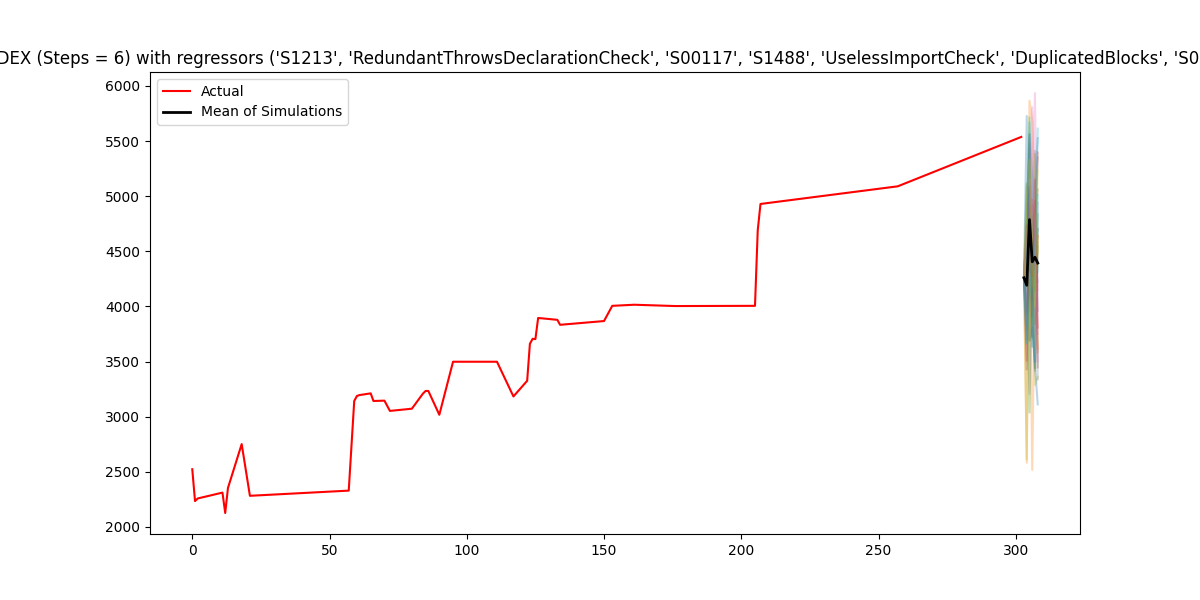 DEX (Steps = 6) with regressors ('S1213', 'RedundantThrowsDeclarationCheck', 'S00117', 'S1488', 'UselessImportCheck', 'DuplicatedBlocks', 'S0
Actual
Mean of Simulations
6000
5500
5000
4500
4000
3500
3000
2500
2000
0 50 100 150 200 250 300